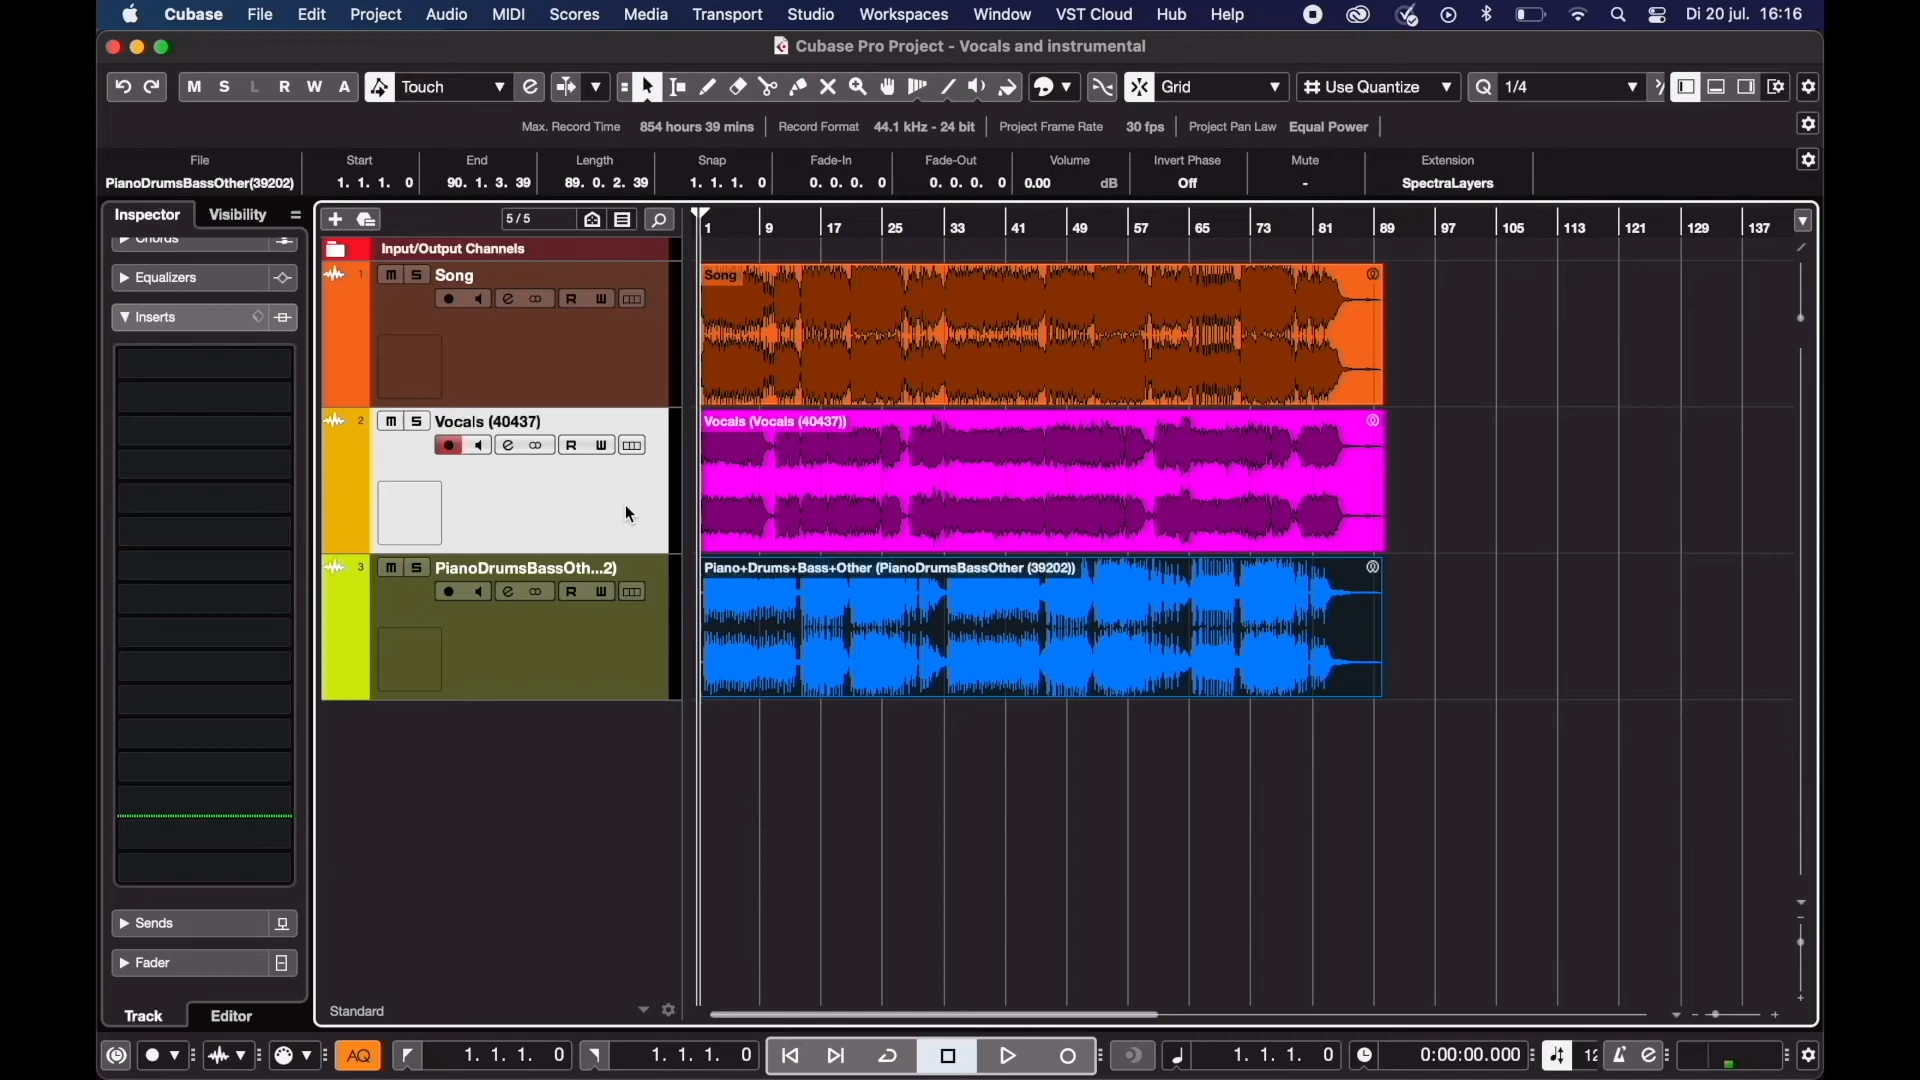 Cubase File Edit Project Audio MIDI Scores Media Transport Studio Workspaces Window VST Cloud Hub Help Di 20 jul. 16:16
Cubase Pro Project - Vocals and instrumental
M S L R W A Touch Grid Use Quantize Q 1/4
Max. Record Time 854 hours 39 mins Record Format 44.1 kHz - 24 bit Project Frame Rate 30 fps Project Pan Law Equal Power
File Start End Length Snap Fade-In Fade-Out Volume Invert Phase Mute Extension
PianoDrumsBassOther(39202) 1. 1. 1. 0 90. 1. 3. 39 89. 0. 2. 39 1. 1. 1. 0 0. 0. 0. 0 0. 0. 0. 0 0.00 dB Off - SpectraLayers
Inspector Visibility 5/5 1 9 17 25 33 41 49 57 65 73 81 89 97 105 113 121 129 137
Chords
Input/Output Channels
Equalizers
1 m S Song Song
R W
Inserts
2 m S Vocals (40437) Vocals (Vocals (40437))
R W
3 m S PianoDrumsBassOth...2) Piano+Drums+Bass+Other (PianoDrumsBassOther (39202))
R W
Sends
Fader
Standard
Track Editor
AQ 1. 1. 1. 0 1. 1. 1. 0 1. 1. 1. 0 0:00:00.000